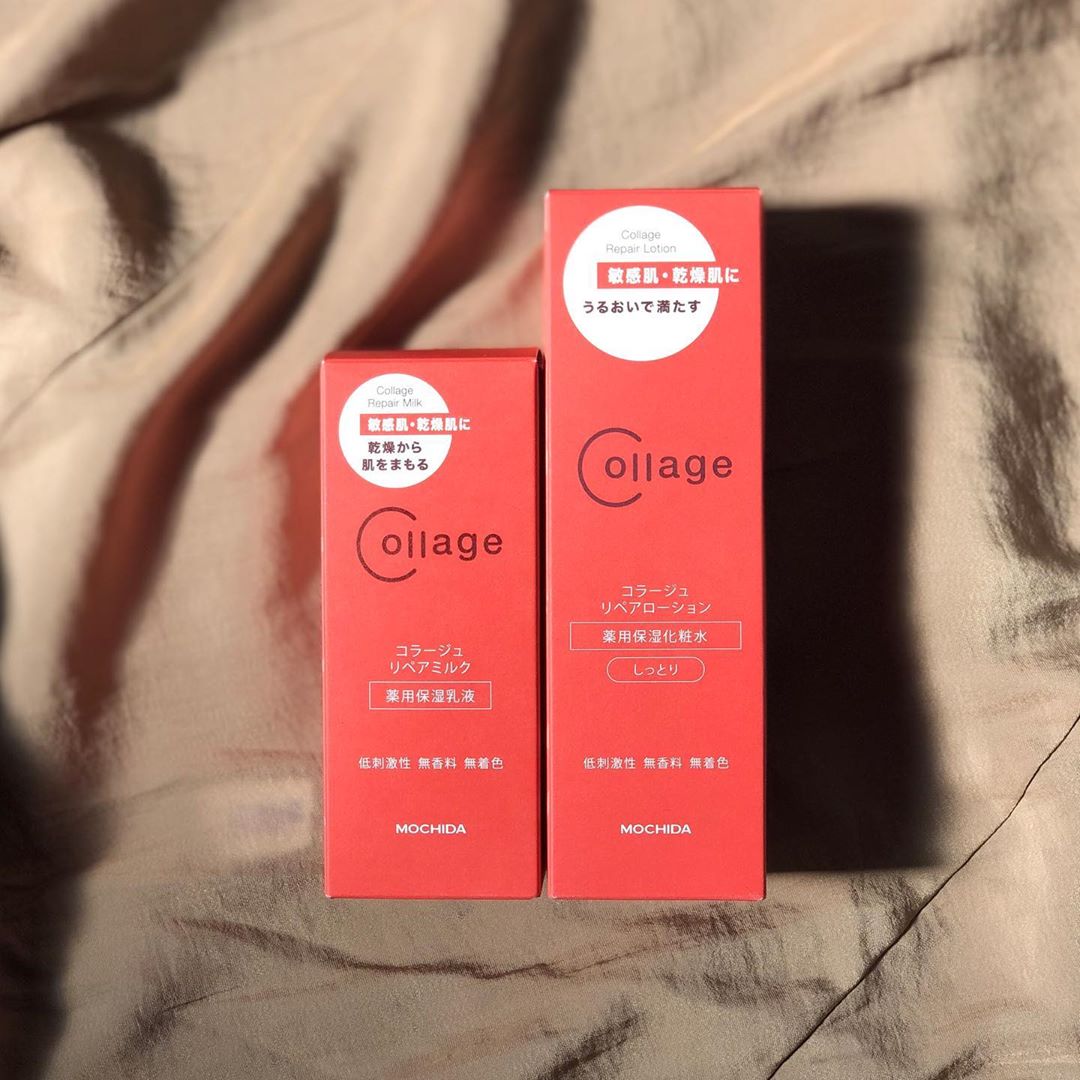 Collage
Repair Milk
敏感肌・乾燥肌に
乾燥から
肌をまもる
Collage
コラージュ
リペアミルク
薬用保湿乳液
低刺激性 無香料 無着色
MOCHIDA
Collage
Repair Lotion
敏感肌・乾燥肌に
うるおいで満たす
Collage
コラージュ
リペアローション
薬用保湿化粧水
しっとり
低刺激性 無香料 無着色
MOCHIDA